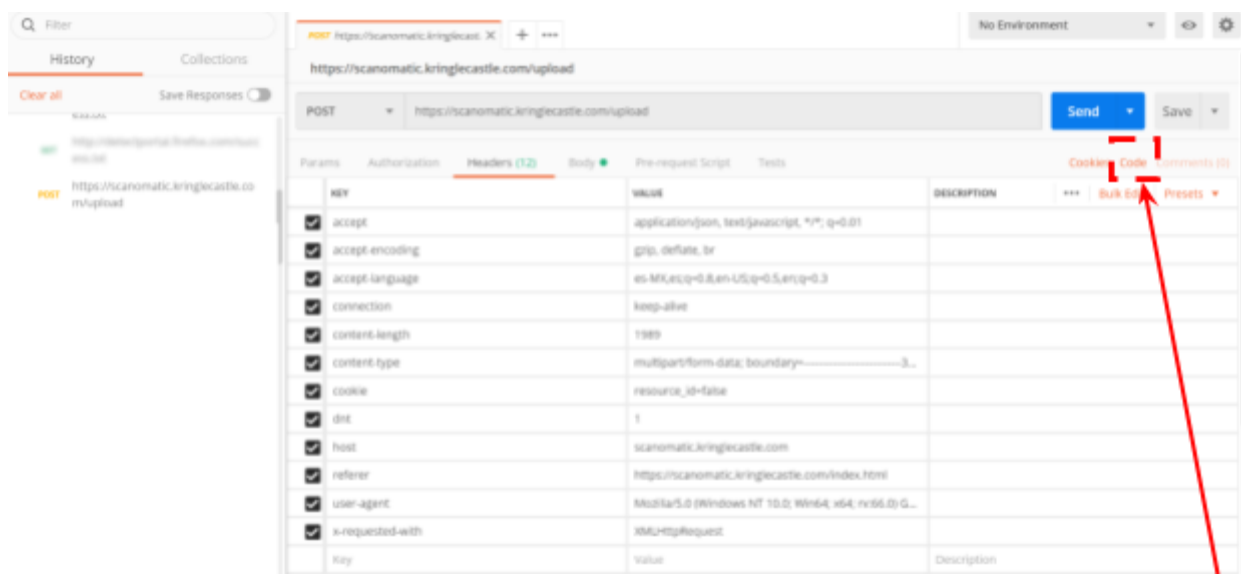 Filter
History Collections
Clear all Save Responses
GET
POST https://scanomatic.kringlecastle.co
m/upload
POST https://scanomatic.kringlecast. X + •••
No Environment
https://scanomatic.kringlecastle.com/upload
POST https://scanomatic.kringlecastle.com/upload Send Save
Params Authorization Headers (12) Body Pre-request Script Tests Cookies Code Comments (0)
KEY VALUE DESCRIPTION ••• Bulk Presets
accept application/json, text/javascript, */*; q=0.01
accept-encoding gzip, deflate, br
accept-language es-MX,es;q=0.8,en-US;q=0.5,en;q=0.3
connection keep-alive
content-length 1989
content-type multipart/form-data; boundary=---------------------------3...
cookie resource_id=false
dnt 1
host scanomatic.kringlecastle.com
referer https://scanomatic.kringlecastle.com/index.html
user-agent Mozilla/5.0 (Windows NT 10.0; Win64; x64; rv:66.0) G...
x-requested-with XMLHttpRequest
Key Value Description